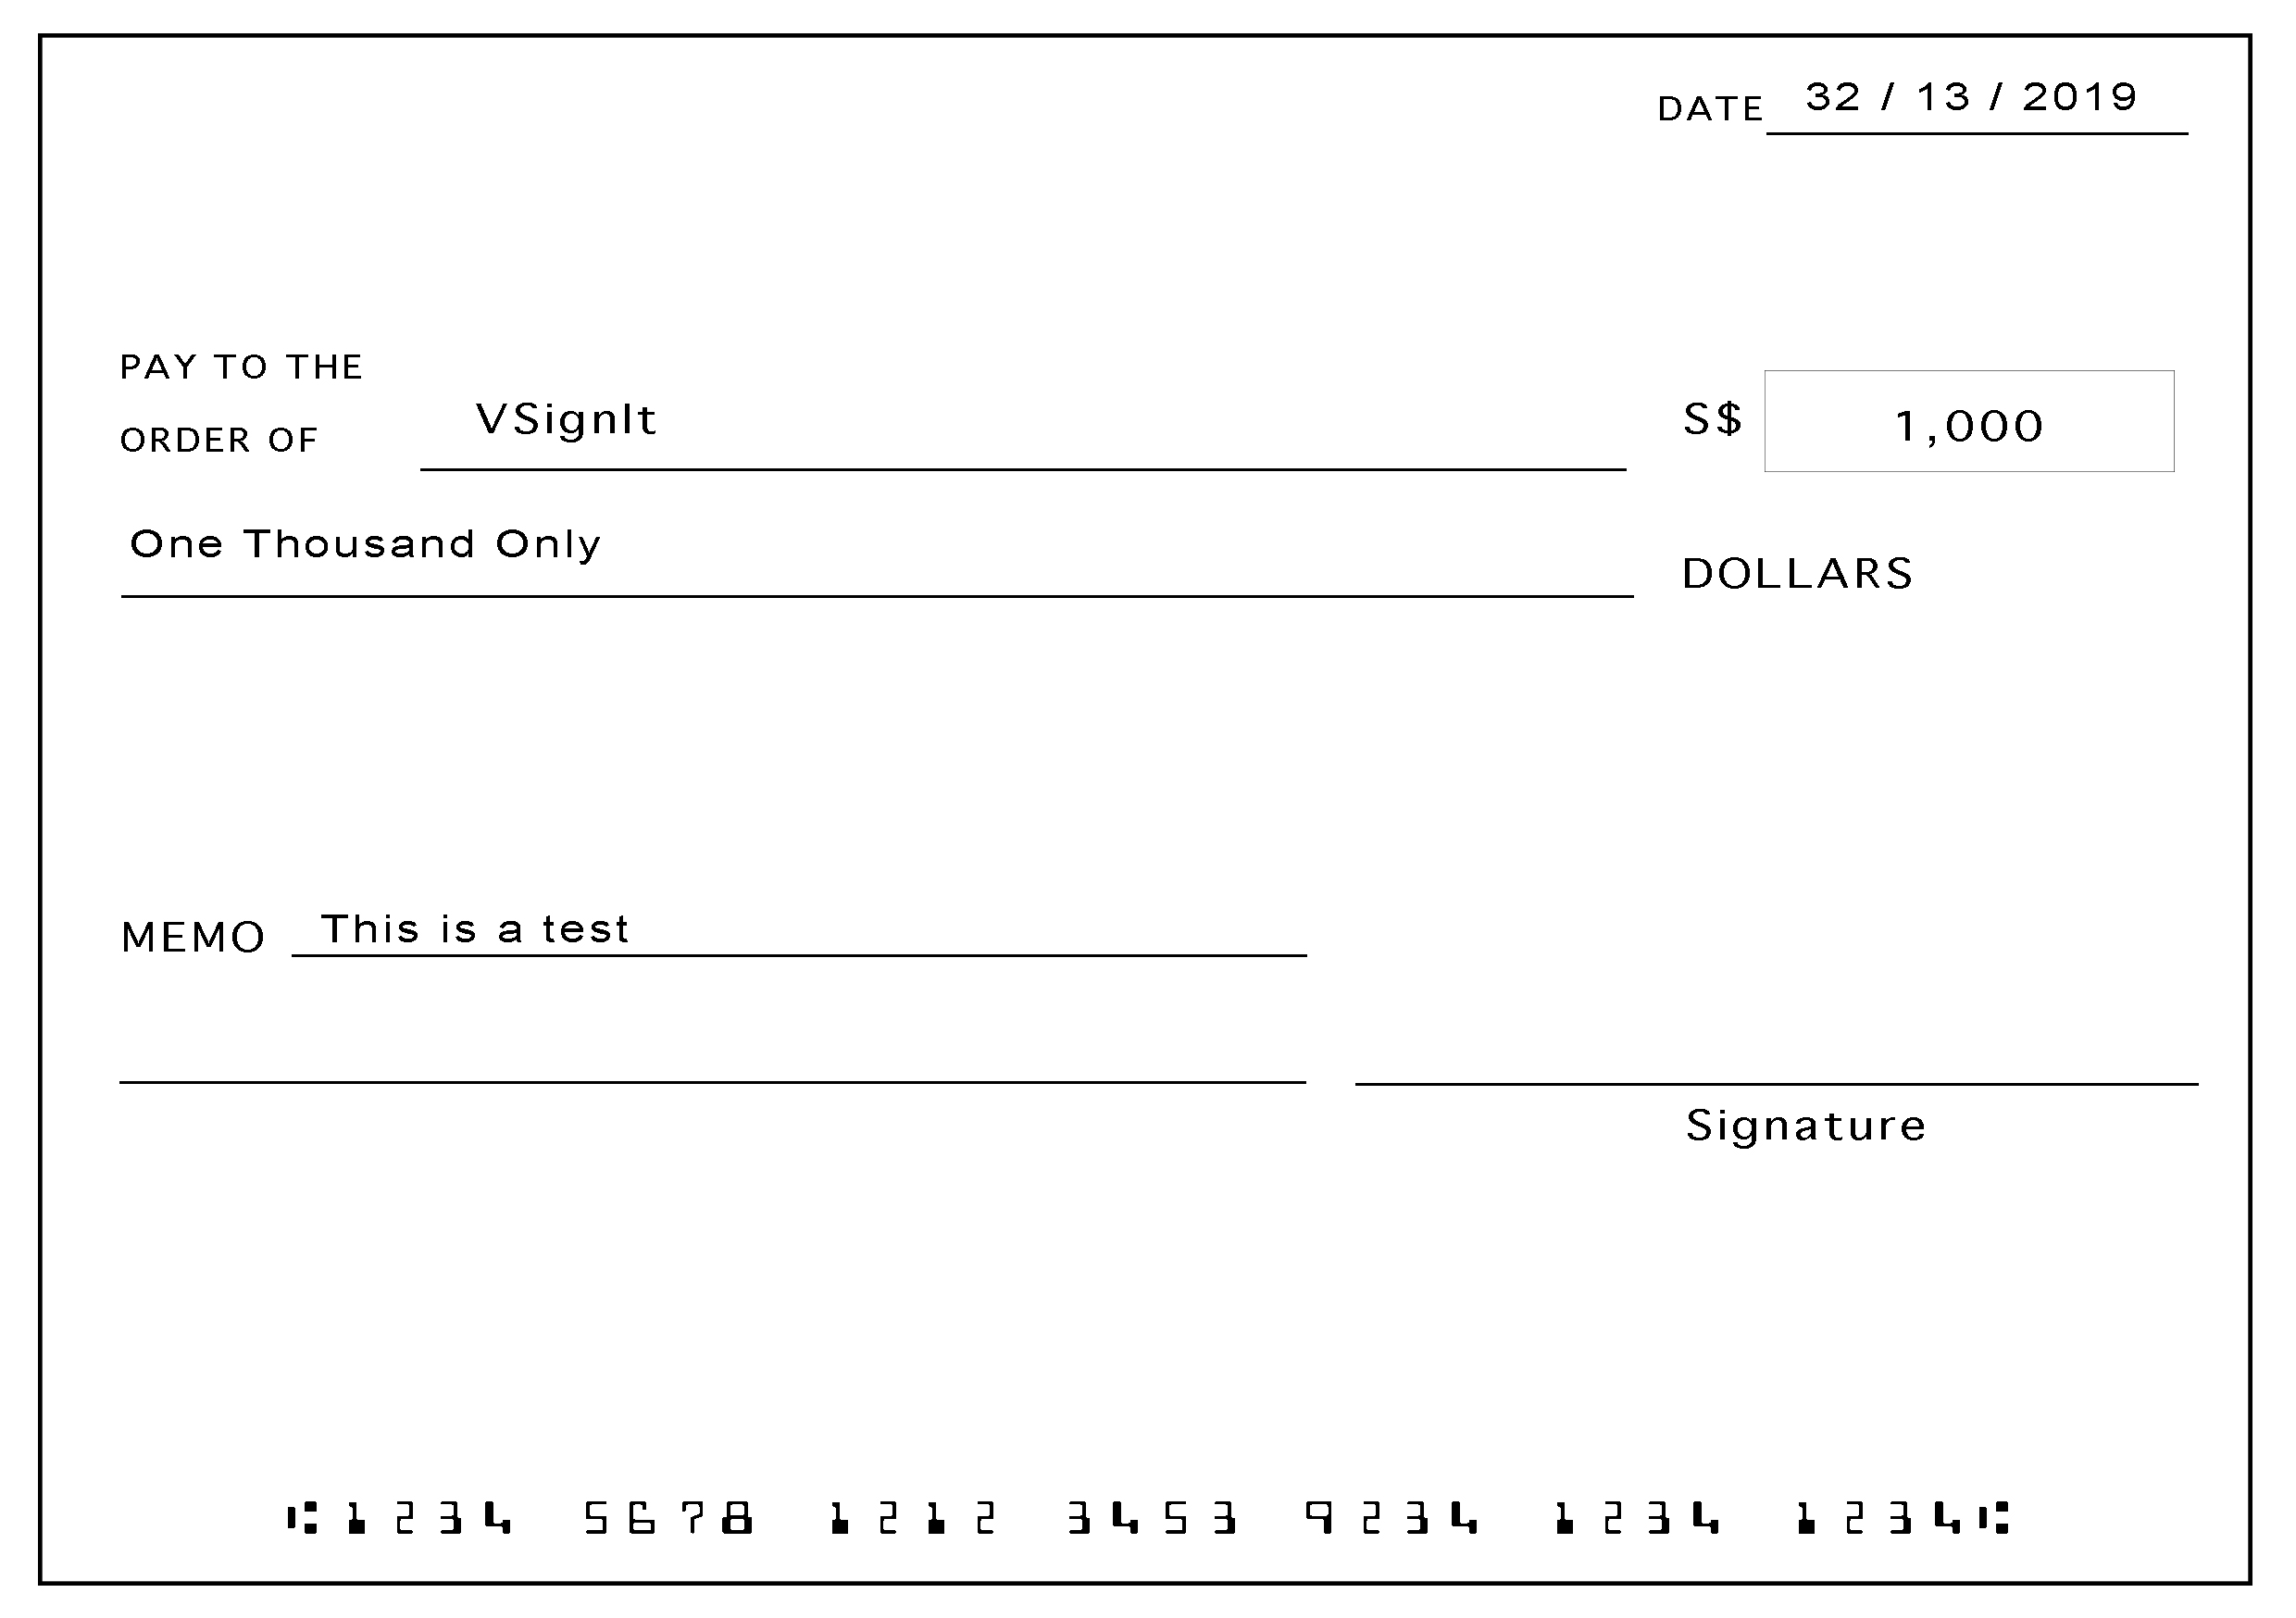 DATE 32 / 13 / 2019
PAY TO THE
ORDER OF VSignIt S$ 1,000
One Thousand Only DOLLARS
MEMO This is a test
Signature
⑆1234 5678 1212 3453 9234 1234 1234⑆